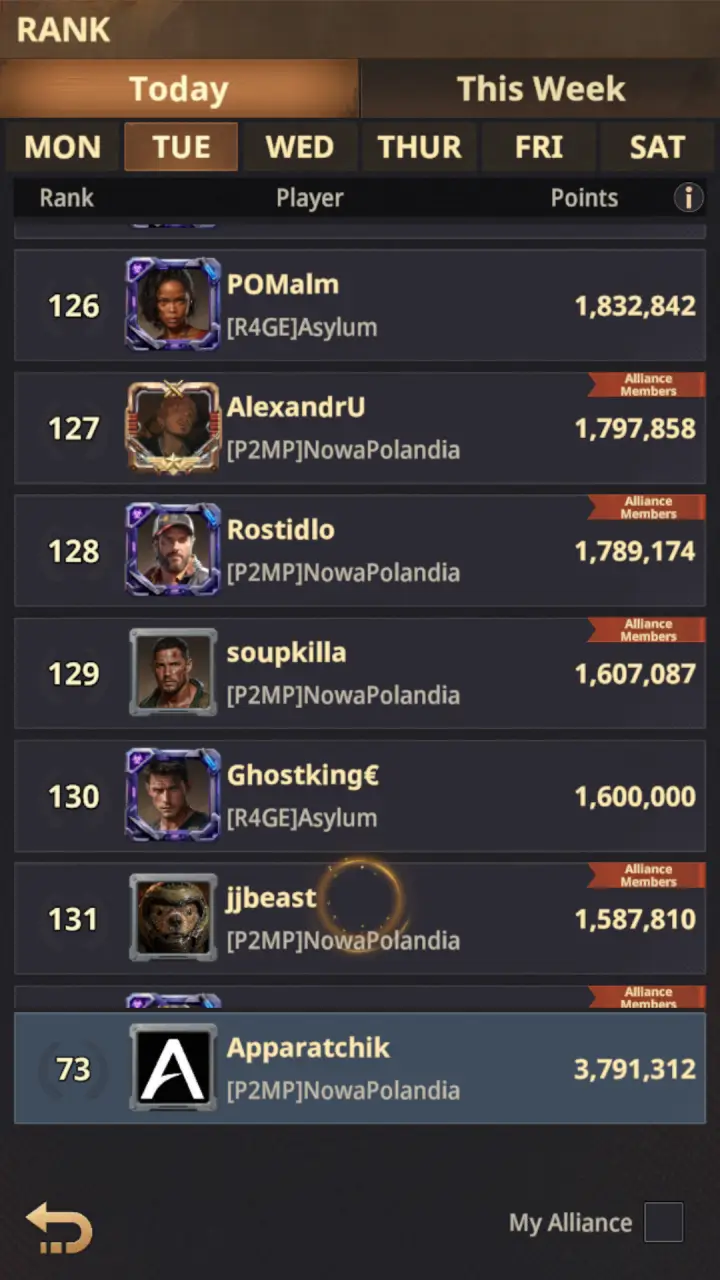 RANK
Today This Week
MON TUE WED THUR FRI SAT
Rank Player Points i
126 POMalm 1,832,842
[R4GE]Asylum
Alliance Members
127 AlexandrU 1,797,858
[P2MP]NowaPolandia
Alliance Members
128 Rostidlo 1,789,174
[P2MP]NowaPolandia
Alliance Members
129 soupkilla 1,607,087
[P2MP]NowaPolandia
130 Ghostking€ 1,600,000
[R4GE]Asylum
Alliance Members
131 jjbeast 1,587,810
[P2MP]NowaPolandia
Alliance Members
73 Apparatchik 3,791,312
[P2MP]NowaPolandia
My Alliance